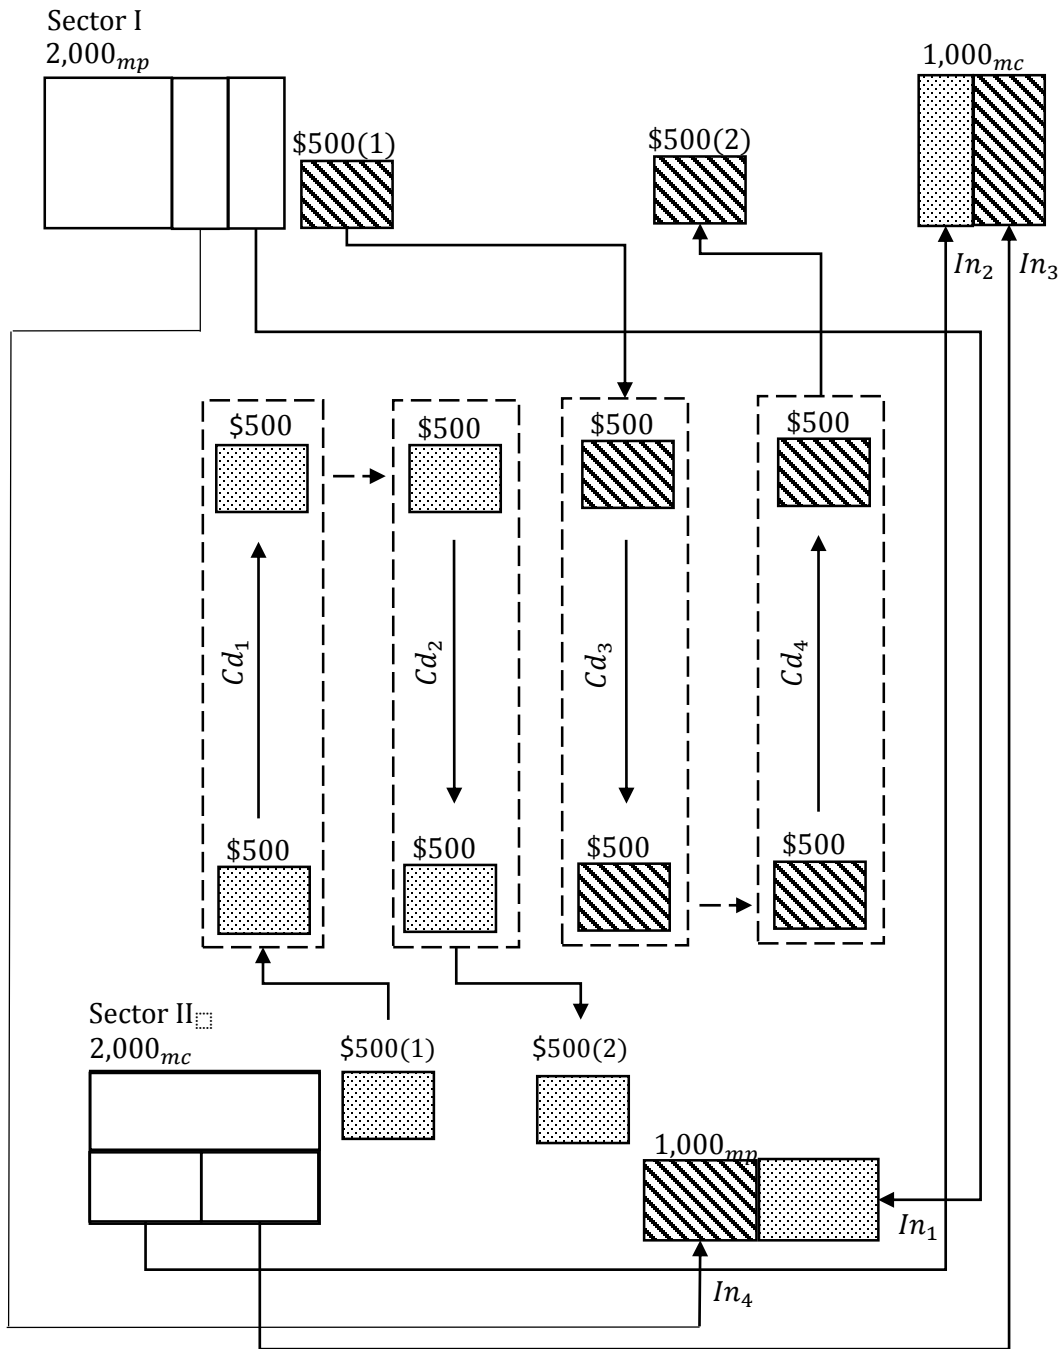 Sector I
2,000mp
1,000mc
$500(1)
$500(2)
In2
In3
$500
$500
$500
$500
Cd1
Cd2
Cd3
Cd4
$500
$500
$500
$500
Sector II
2,000mc
$500(1)
$500(2)
1,000mp
In1
In4